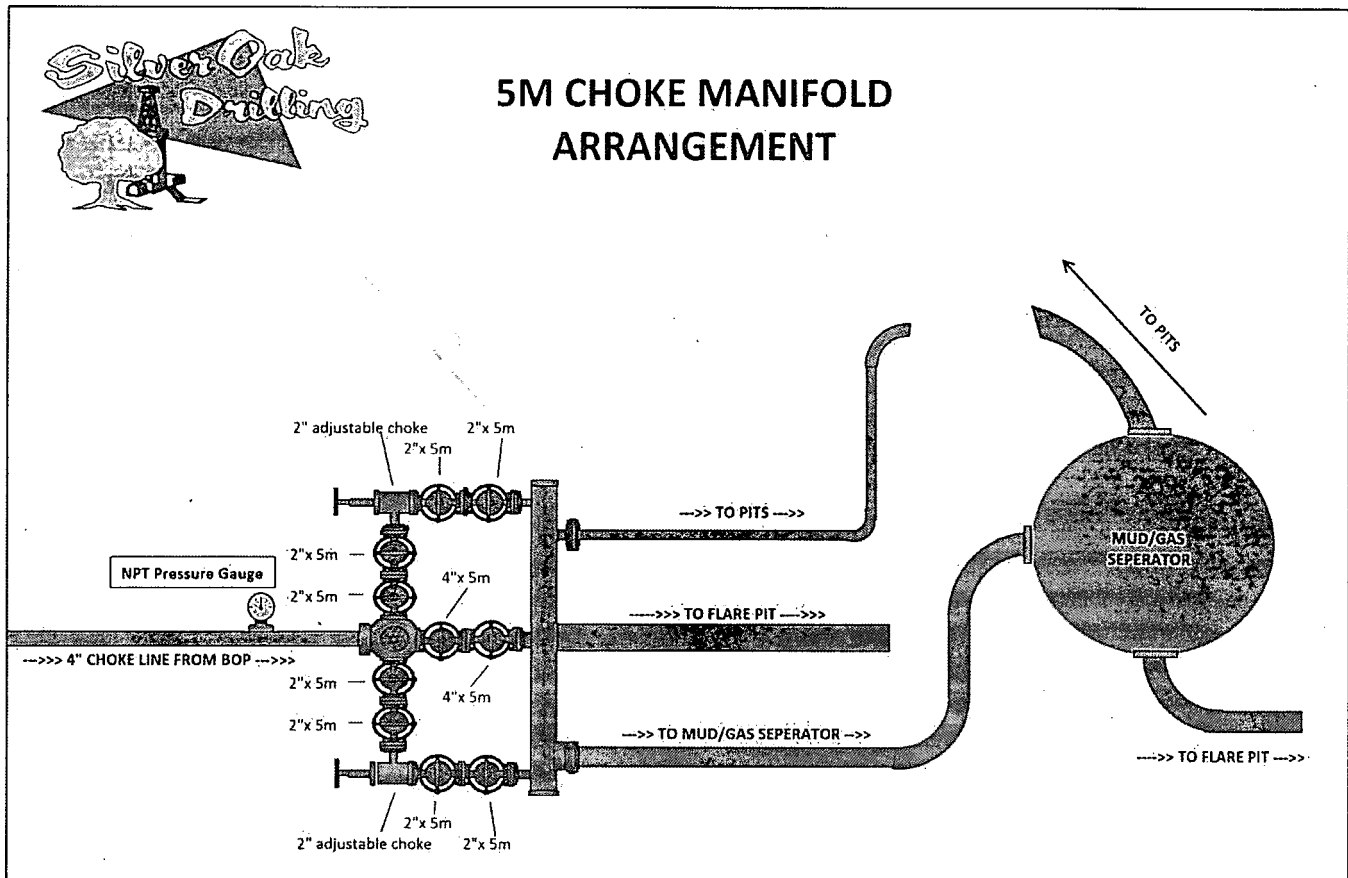 Silver Oak
Drilling
5M CHOKE MANIFOLD
ARRANGEMENT
TO PITS
2" adjustable choke
2"x 5m
2"x 5m
--->> TO PITS --->>
MUD/GAS
SEPERATOR
2"x 5m
NPT Pressure Gauge
2"x 5m
4"x 5m
---->>> TO FLARE PIT ---->>>
--->>> 4" CHOKE LINE FROM BOP --->>>
2"x 5m
4"x 5m
2"x 5m
--->> TO MUD/GAS SEPERATOR -->>
---->> TO FLARE PIT -->>
2"x 5m
2" adjustable choke
2"x 5m